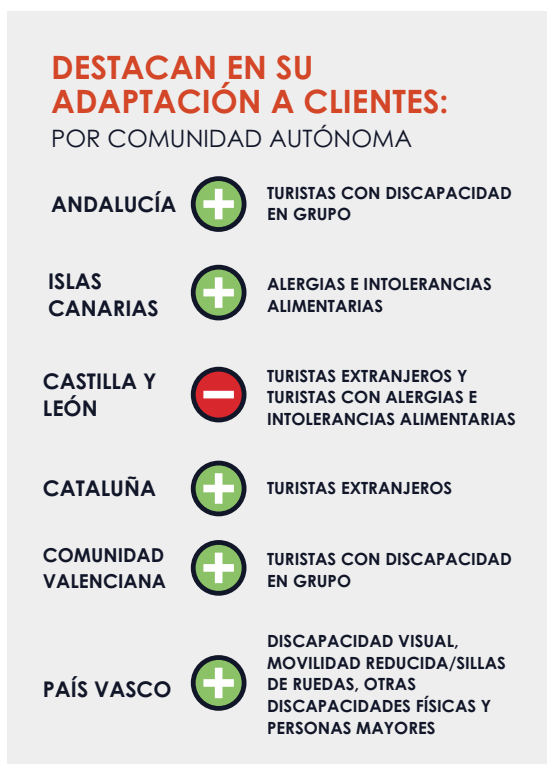 DESTACAN EN SU
ADAPTACIÓN A CLIENTES:
POR COMUNIDAD AUTÓNOMA
ANDALUCÍA
TURISTAS CON DISCAPACIDAD
EN GRUPO
ISLAS
CANARIAS
ALERGIAS E INTOLERANCIAS
ALIMENTARIAS
CASTILLA Y
LEÓN
TURISTAS EXTRANJEROS Y
TURISTAS CON ALERGIAS E
INTOLERANCIAS ALIMENTARIAS
CATALUÑA
TURISTAS EXTRANJEROS
COMUNIDAD
VALENCIANA
TURISTAS CON DISCAPACIDAD
EN GRUPO
PAÍS VASCO
DISCAPACIDAD VISUAL,
MOVILIDAD REDUCIDA/SILLAS
DE RUEDAS, OTRAS
DISCAPACIDADES FÍSICAS Y
PERSONAS MAYORES